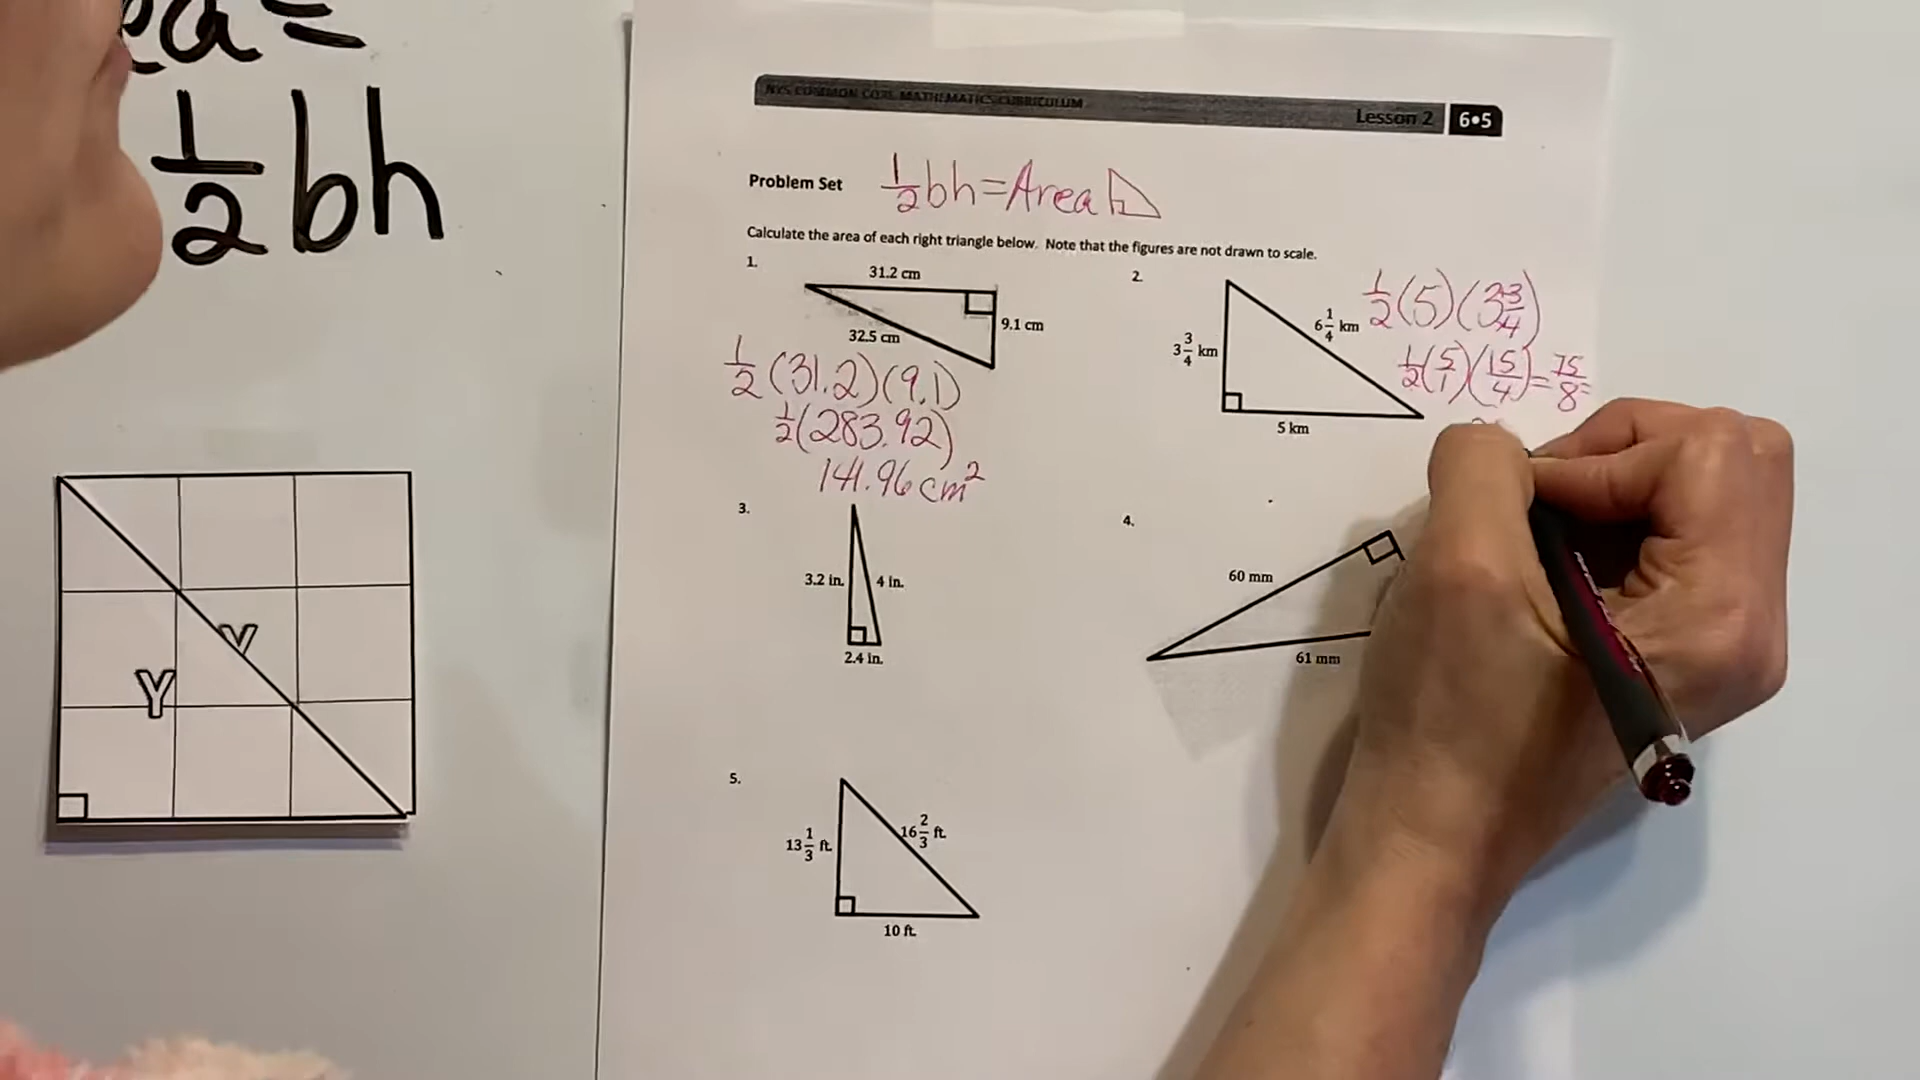 =
1/2 bh
NYS COMMON CORE MATHEMATICS CURRICULUM
Lesson 2
6•5
Problem Set
1/2 bh = Area
Calculate the area of each right triangle below. Note that the figures are not drawn to scale.
1.
31.2 cm
9.1 cm
32.5 cm
1/2 (31.2)(9.1)
1/2(283.92)
141.96 cm²
2.
3 3/4 km
6 1/4 km
5 km
1/2 (5)(3 3/4)
1/2(5/1)(15/4) = 75/8 =
3.
3.2 in.
4 in.
2.4 in.
4.
60 mm
61 mm
5.
13 1/3 ft.
16 2/3 ft.
10 ft.
Y
Y